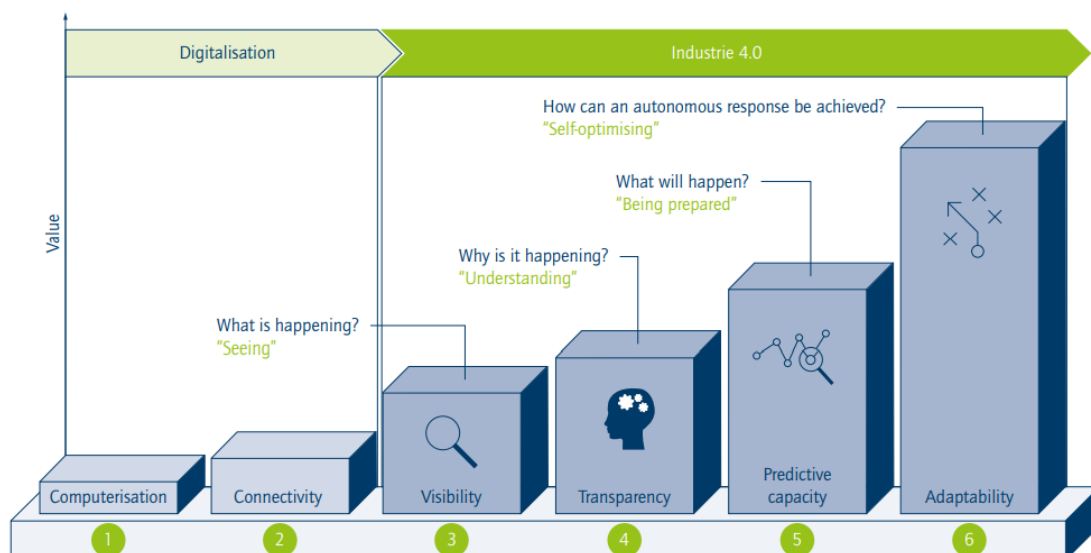 Digitalisation
Industrie 4.0
How can an autonomous response be achieved?
"Self-optimising"
What will happen?
"Being prepared"
Value
Why is it happening?
"Understanding"
What is happening?
"Seeing"
Computerisation
Connectivity
Visibility
Transparency
Predictive
capacity
Adaptability
1
2
3
4
5
6